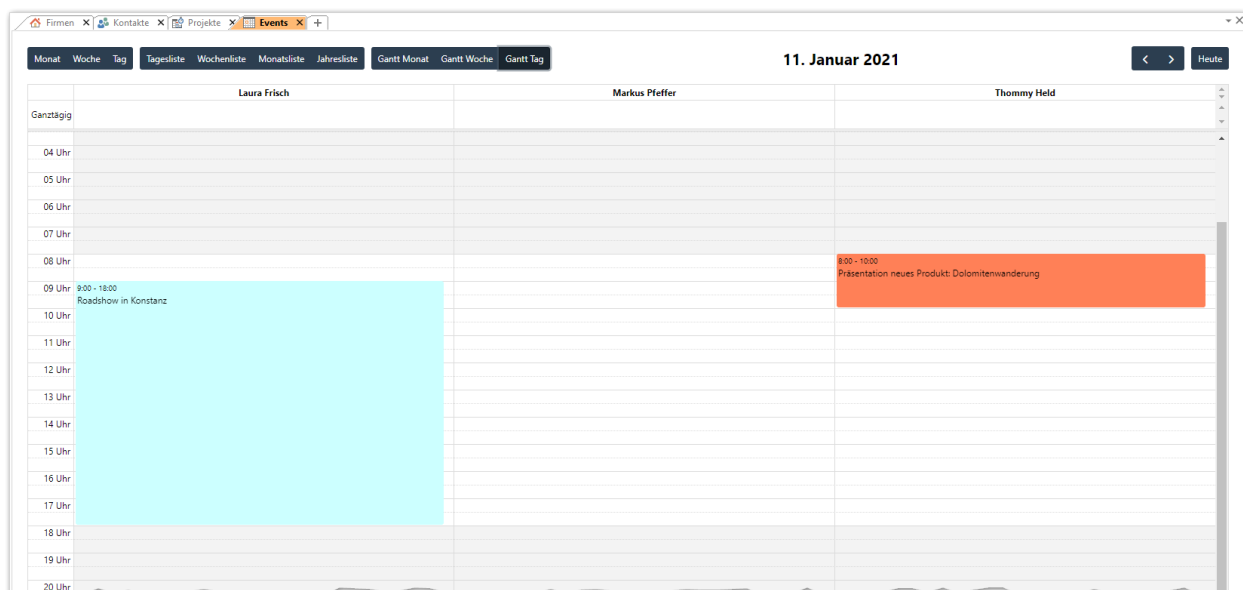 Firmen Kontakte Projekte Events
Monat Woche Tag Tagesliste Wochenliste Monatsliste Jahresliste Gantt Monat Gantt Woche Gantt Tag 11. Januar 2021 Heute
Laura Frisch Markus Pfeffer Thommy Held
Ganztägig
04 Uhr
05 Uhr
06 Uhr
07 Uhr
08 Uhr 8:00 - 10:00
Präsentation neues Produkt: Dolomitenwanderung
09 Uhr 9:00 - 18:00
Roadshow in Konstanz
10 Uhr
11 Uhr
12 Uhr
13 Uhr
14 Uhr
15 Uhr
16 Uhr
17 Uhr
18 Uhr
19 Uhr
20 Uhr